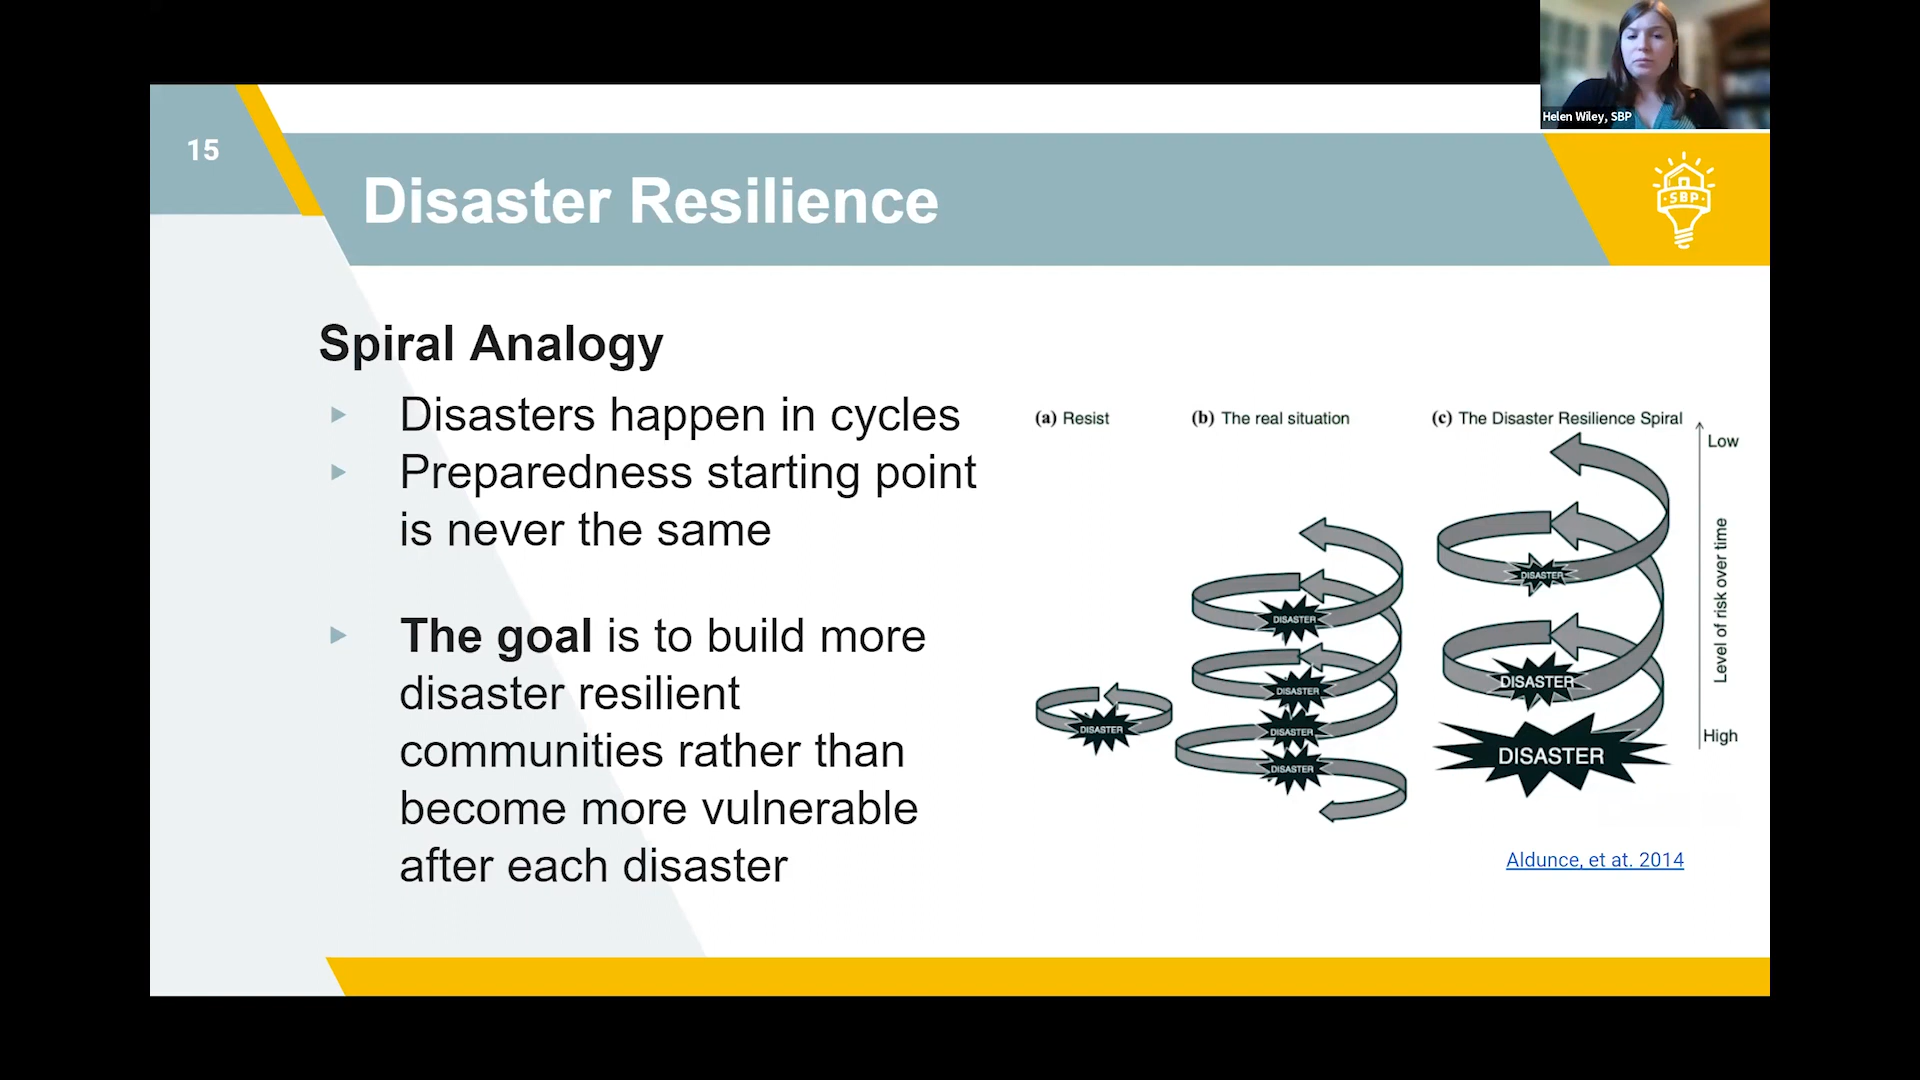 Helen Wiley, SBP
15
Disaster Resilience
SBP
Spiral Analogy
Disasters happen in cycles
Preparedness starting point
is never the same
The goal is to build more
disaster resilient
communities rather than
become more vulnerable
after each disaster
(a) Resist
(b) The real situation
(c) The Disaster Resilience Spiral
Low
Level of risk over time
High
DISASTER
DISASTER
DISASTER
DISASTER
DISASTER
DISASTER
DISASTER
DISASTER
Aldunce, et at. 2014